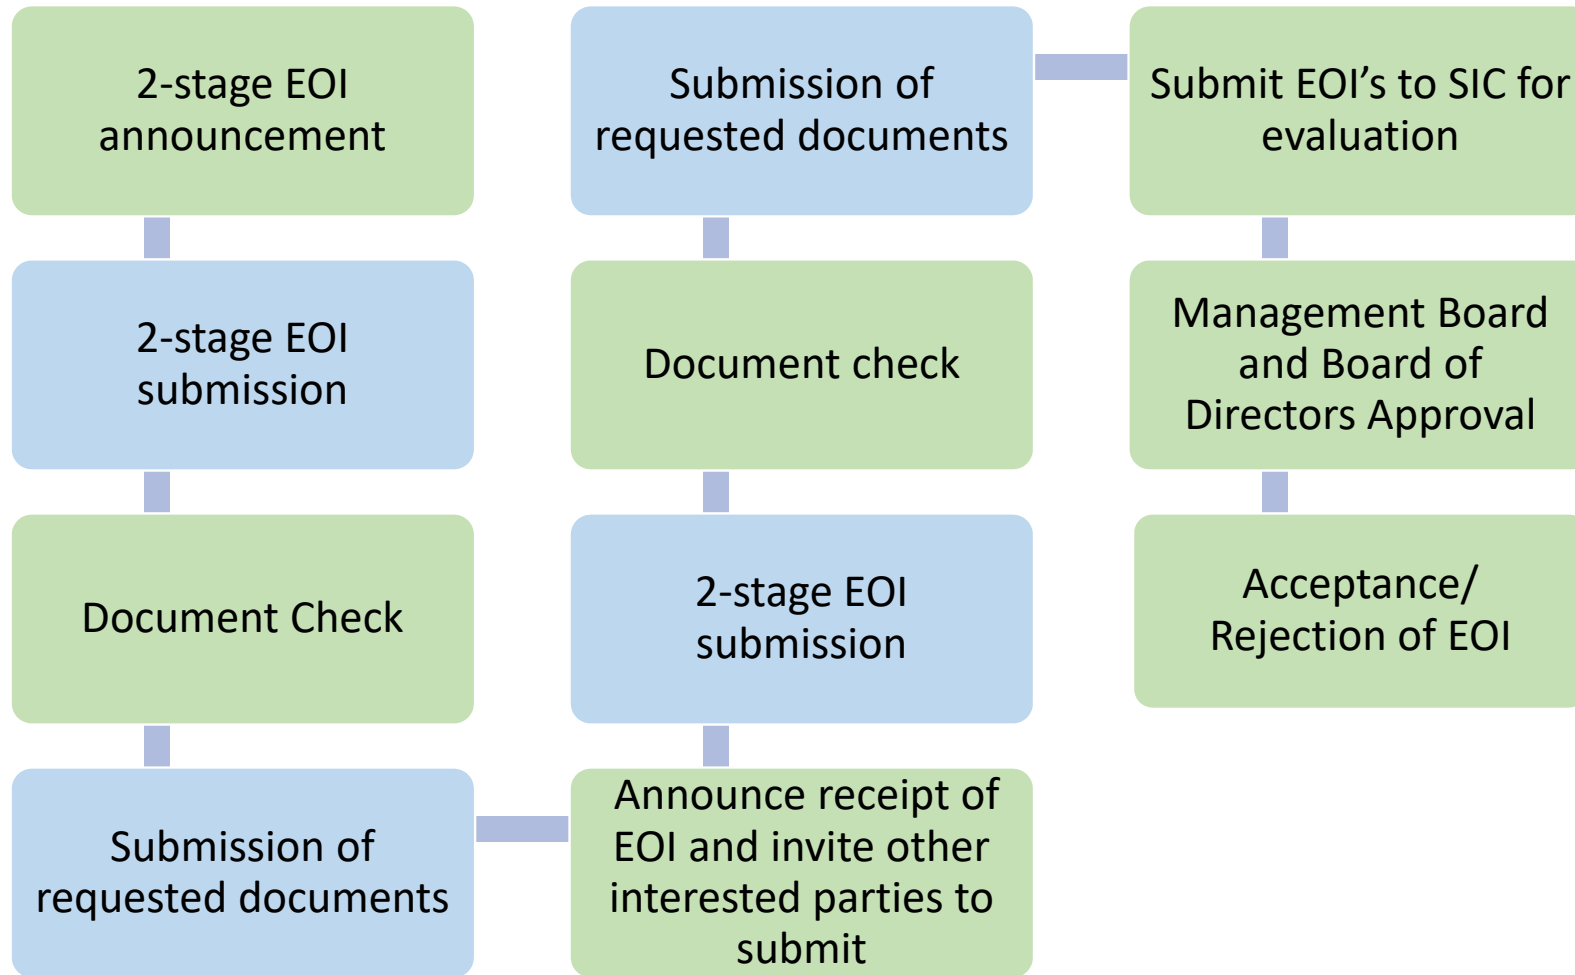 2-stage EOI
announcement
2-stage EOI
submission
Document Check
Submission of
requested documents
Announce receipt of
EOI and invite other
interested parties to
submit
2-stage EOI
submission
Document check
Submission of
requested documents
Submit EOI’s to SIC for
evaluation
Management Board
and Board of
Directors Approval
Acceptance/
Rejection of EOI